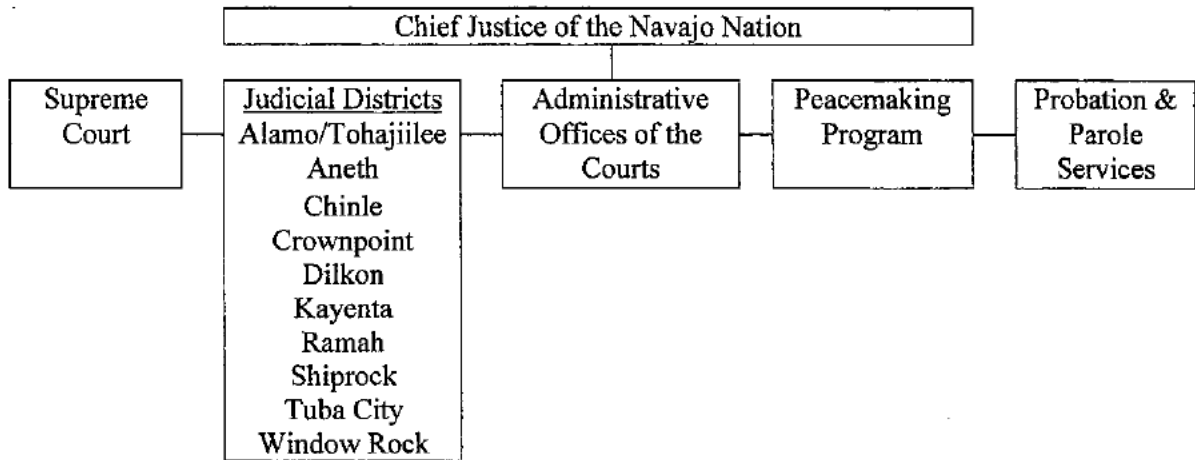 Chief Justice of the Navajo Nation
Supreme
Court
Judicial Districts
Alamo/Tohajiilee
Aneth
Chinle
Crownpoint
Dilkon
Kayenta
Ramah
Shiprock
Tuba City
Window Rock
Administrative
Offices of the
Courts
Peacemaking
Program
Probation &
Parole
Services